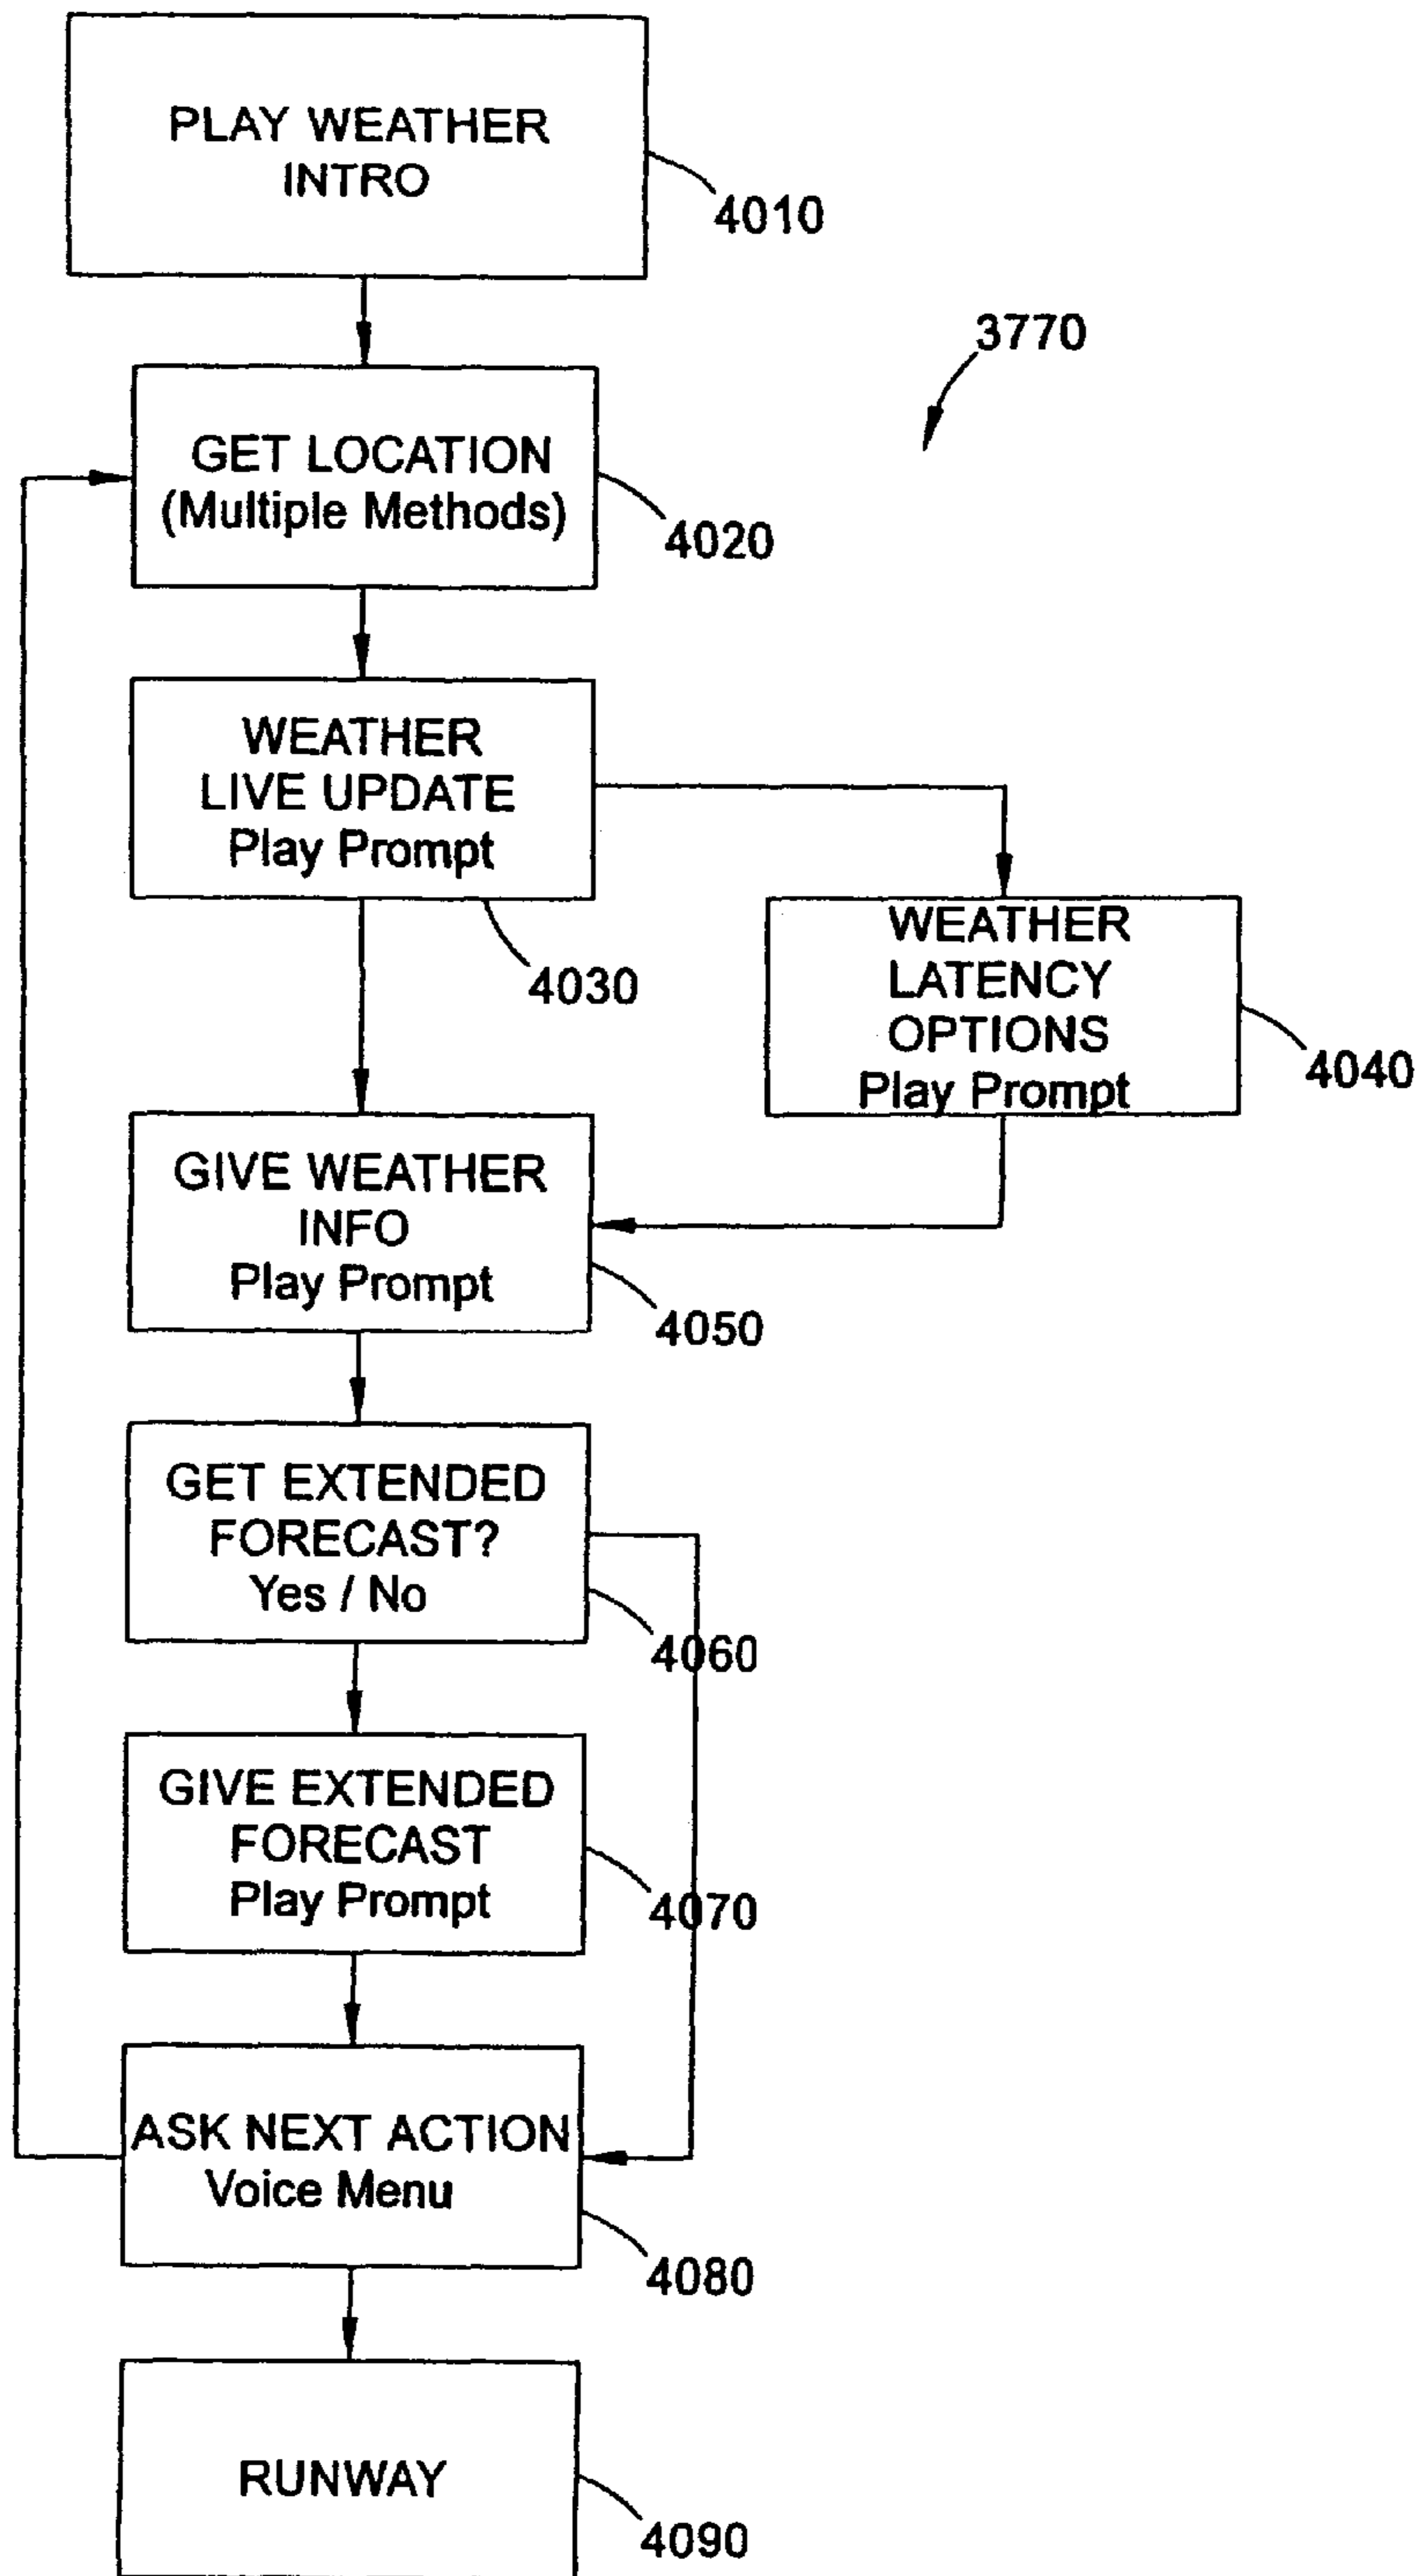 PLAY WEATHER
INTRO
4010
3770
GET LOCATION
(Multiple Methods)
4020
WEATHER
LIVE UPDATE
Play Prompt
4030
WEATHER
LATENCY
OPTIONS
Play Prompt
4040
GIVE WEATHER
INFO
Play Prompt
4050
GET EXTENDED
FORECAST?
Yes / No
4060
GIVE EXTENDED
FORECAST
Play Prompt
4070
ASK NEXT ACTION
Voice Menu
4080
RUNWAY
4090